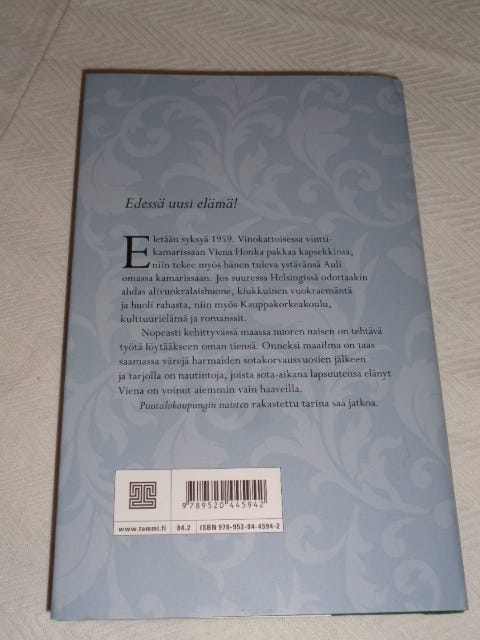 Edessä uusi elämä!
Eletään syksyä 1959. Vinokattoisessa vintti-
kamarissaan Viena Honka pakkaa kapsekkinsa,
niin tekee myös hänen tuleva ystävänsä Auli
omassa kamarissaan. Jos suuressa Helsingissä odottaakin
ahdas alivuokralaishuone, kiukkuinen vuokraemäntä
ja huoli rahasta, niin myös Kauppakorkeakoulu,
kulttuurielämä ja romanssit.
Nopeasti kehittyvässä maassa nuoren naisen on tehtävä
työtä löytääkseen oman tiensä. Onneksi maailma on taas
saamassa värejä harmaiden sotakorvausvuosien jälkeen
ja tarjolla on nautintoja, joista sota-aikana lapsuutensa elänyt
Viena on voinut aiemmin vain haaveilla.
Puutalokaupungin naisten rakastettu tarina saa jatkoa.
9789520445942
www.tammi.fi 84.2 ISBN 978-952-04-4594-2